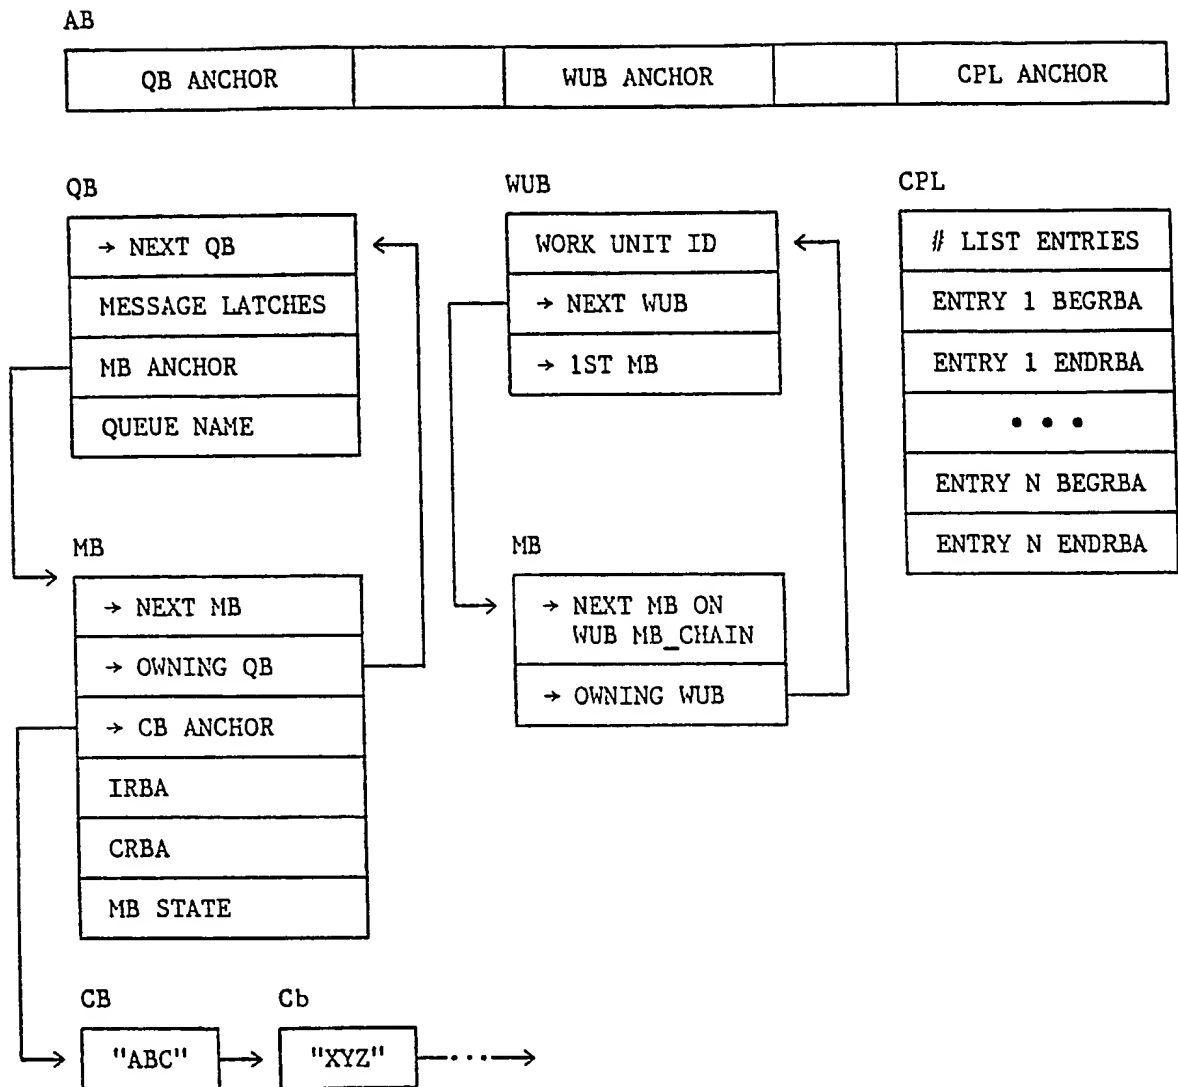 AB
QB ANCHOR
WUB ANCHOR
CPL ANCHOR
QB
→ NEXT QB
MESSAGE LATCHES
MB ANCHOR
QUEUE NAME
WUB
WORK UNIT ID
→ NEXT WUB
→ 1ST MB
CPL
# LIST ENTRIES
ENTRY 1 BEGRBA
ENTRY 1 ENDRBA
• • •
ENTRY N BEGRBA
ENTRY N ENDRBA
MB
→ NEXT MB
→ OWNING QB
→ CB ANCHOR
IRBA
CRBA
MB STATE
MB
→ NEXT MB ON
WUB MB_CHAIN
→ OWNING WUB
CB
"ABC"
Cb
"XYZ"